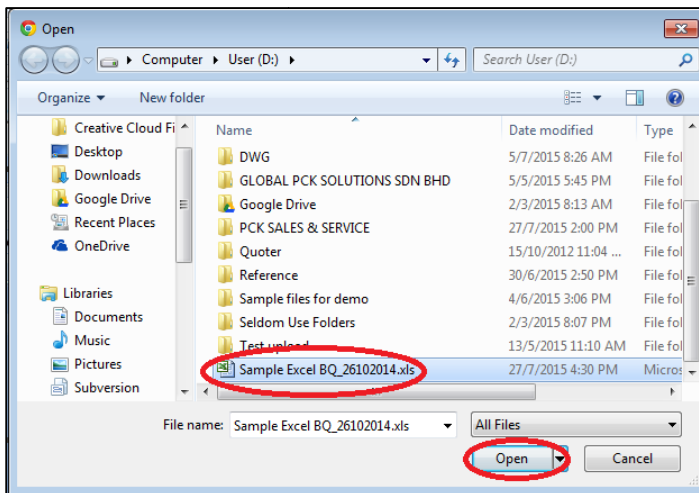 Open
Computer User (D:) Search User (D:)
Organize New folder
Creative Cloud Fi
Desktop
Downloads
Google Drive
Recent Places
OneDrive
Libraries
Documents
Music
Pictures
Subversion
Name Date modified Type
DWG 5/7/2015 8:26 AM File fol
GLOBAL PCK SOLUTIONS SDN BHD 5/5/2015 5:45 PM File fol
Google Drive 2/3/2015 8:13 AM File fol
PCK SALES & SERVICE 27/7/2015 2:00 PM File fol
Quoter 15/10/2012 11:04 ... File fol
Reference 30/6/2015 2:50 PM File fol
Sample files for demo 4/6/2015 3:06 PM File fol
Seldom Use Folders 2/3/2015 8:07 PM File fol
Test upload 13/5/2015 11:10 AM File fol
Sample Excel BQ_26102014.xls 27/7/2015 4:30 PM Micros
File name: Sample Excel BQ_26102014.xls All Files
Open Cancel